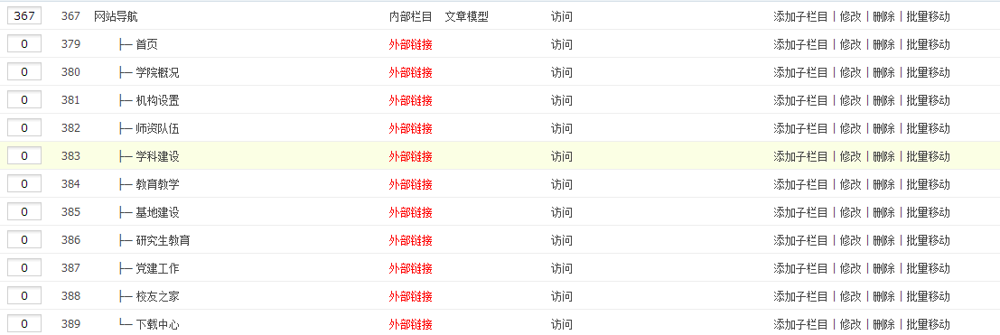 367 367 网站导航 内部栏目 文章模型 访问 添加子栏目 | 修改 | 删除 | 批量移动
0 379 ├─ 首页 外部链接 访问 添加子栏目 | 修改 | 删除 | 批量移动
0 380 ├─ 学院概况 外部链接 访问 添加子栏目 | 修改 | 删除 | 批量移动
0 381 ├─ 机构设置 外部链接 访问 添加子栏目 | 修改 | 删除 | 批量移动
0 382 ├─ 师资队伍 外部链接 访问 添加子栏目 | 修改 | 删除 | 批量移动
0 383 ├─ 学科建设 外部链接 访问 添加子栏目 | 修改 | 删除 | 批量移动
0 384 ├─ 教育教学 外部链接 访问 添加子栏目 | 修改 | 删除 | 批量移动
0 385 ├─ 基地建设 外部链接 访问 添加子栏目 | 修改 | 删除 | 批量移动
0 386 ├─ 研究生教育 外部链接 访问 添加子栏目 | 修改 | 删除 | 批量移动
0 387 ├─ 党建工作 外部链接 访问 添加子栏目 | 修改 | 删除 | 批量移动
0 388 ├─ 校友之家 外部链接 访问 添加子栏目 | 修改 | 删除 | 批量移动
0 389 └─ 下载中心 外部链接 访问 添加子栏目 | 修改 | 删除 | 批量移动